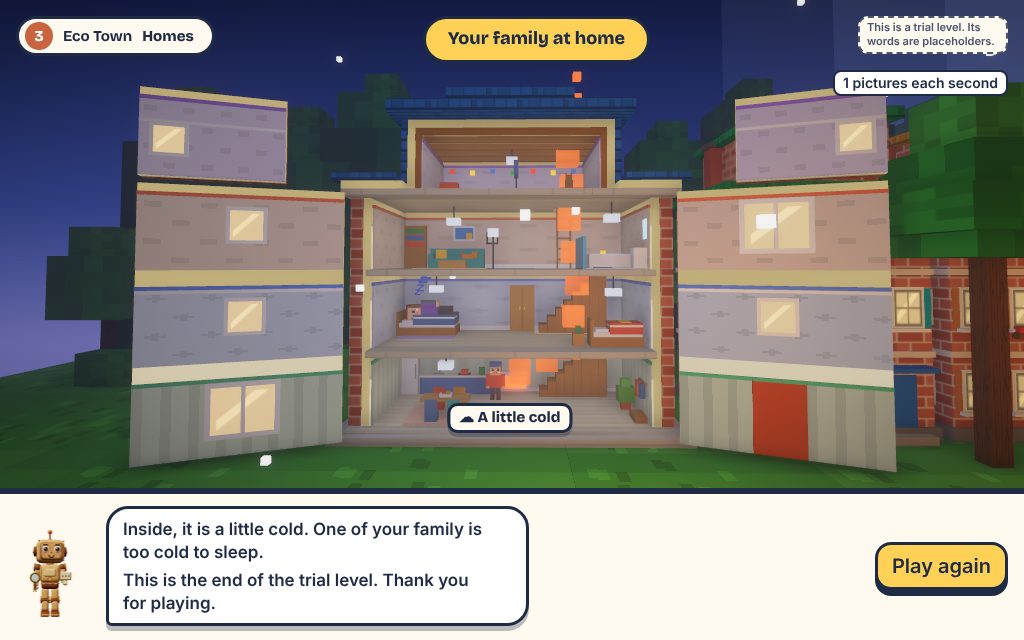 3 Eco Town Homes
Your family at home
This is a trial level. Its
words are placeholders.
1 pictures each second
☁ A little cold
Inside, it is a little cold. One of your family is
too cold to sleep.
This is the end of the trial level. Thank you
for playing.
Play again